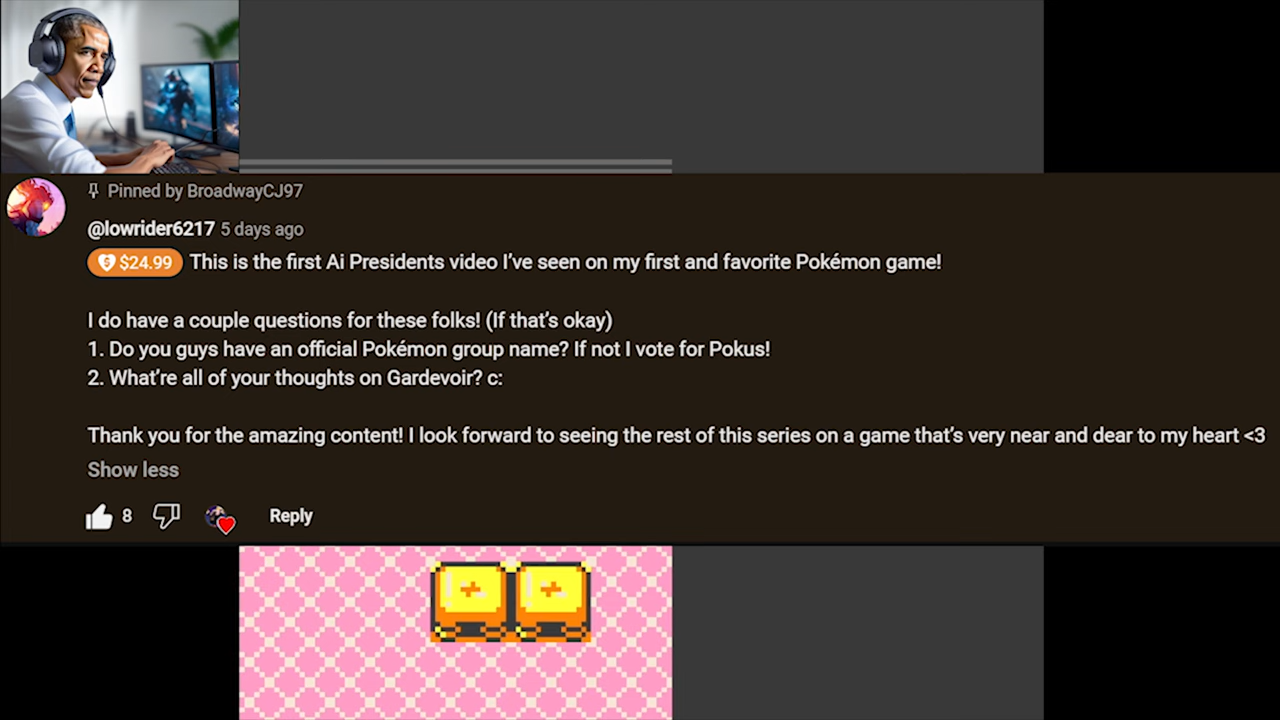 Pinned by BroadwayCJ97
@lowrider6217 5 days ago
$24.99 This is the first Ai Presidents video I’ve seen on my first and favorite Pokémon game!
I do have a couple questions for these folks! (If that’s okay)
1. Do you guys have an official Pokémon group name? If not I vote for Pokus!
2. What’re all of your thoughts on Gardevoir? c:
Thank you for the amazing content! I look forward to seeing the rest of this series on a game that’s very near and dear to my heart <3
Show less
8 Reply